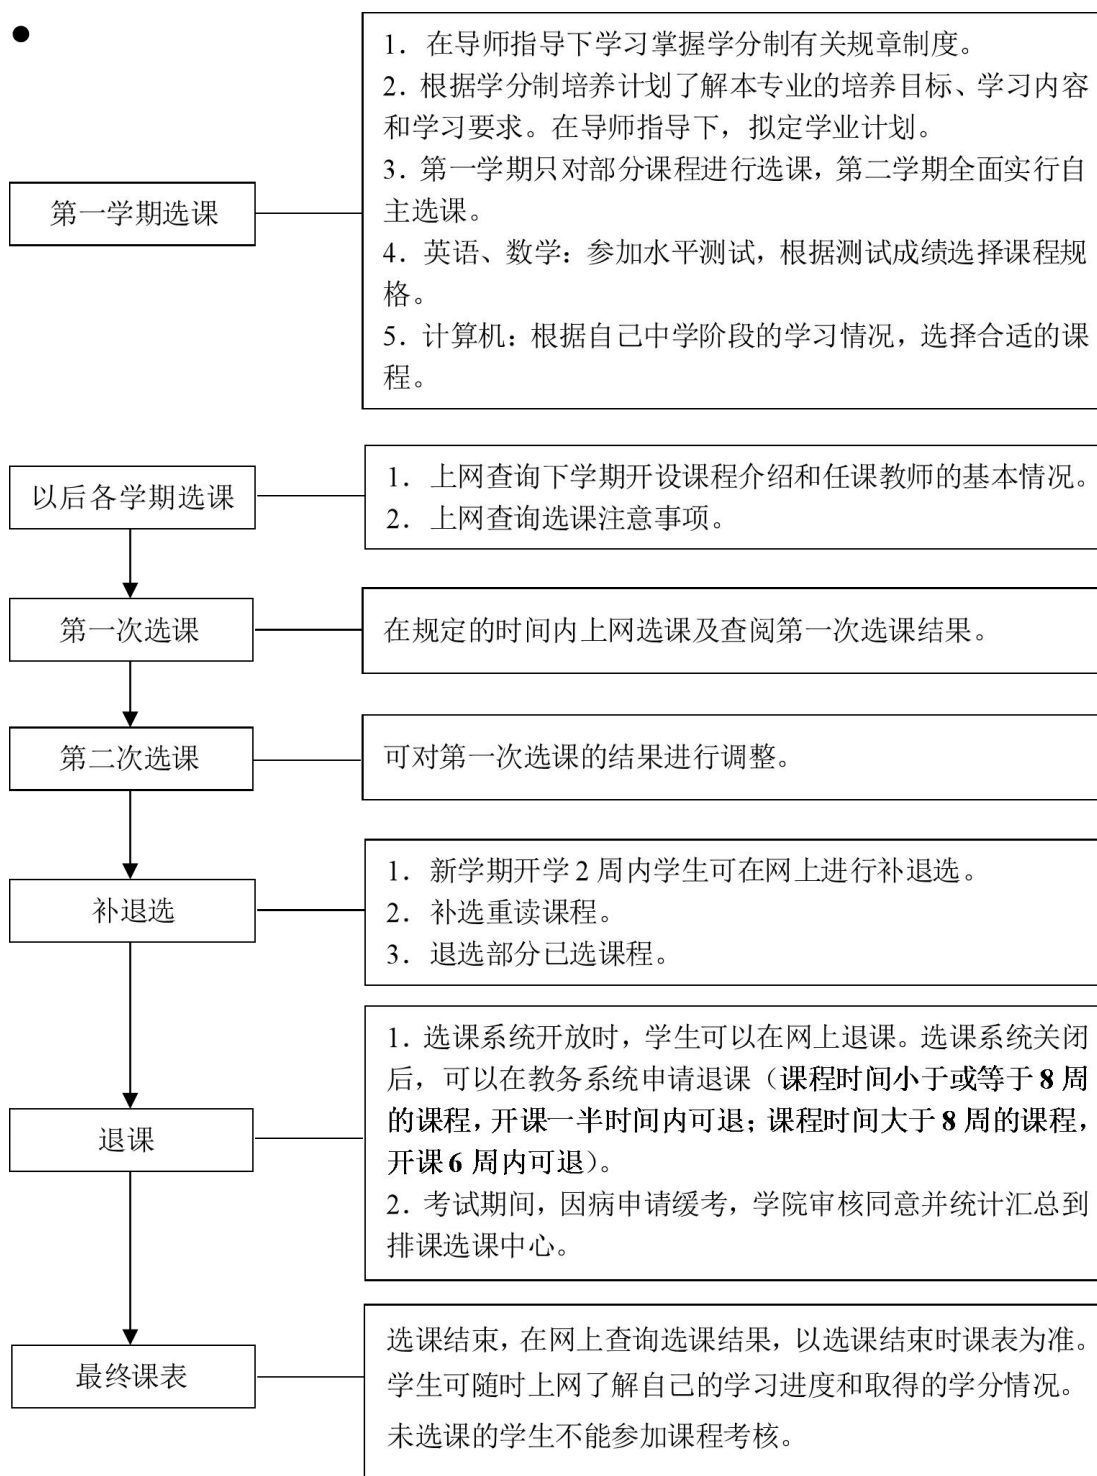 ●
第一学期选课
1．在导师指导下学习掌握学分制有关规章制度。
2．根据学分制培养计划了解本专业的培养目标、学习内容
和学习要求。在导师指导下，拟定学业计划。
3．第一学期只对部分课程进行选课，第二学期全面实行自
主选课。
4．英语、数学：参加水平测试，根据测试成绩选择课程规
格。
5．计算机：根据自己中学阶段的学习情况，选择合适的课
程。
以后各学期选课
1．上网查询下学期开设课程介绍和任课教师的基本情况。
2．上网查询选课注意事项。
第一次选课
在规定的时间内上网选课及查阅第一次选课结果。
第二次选课
可对第一次选课的结果进行调整。
补退选
1．新学期开学 2 周内学生可在网上进行补退选。
2．补选重读课程。
3．退选部分已选课程。
退课
1．选课系统开放时，学生可以在网上退课。选课系统关闭
后，可以在教务系统申请退课（课程时间小于或等于 8 周
的课程，开课一半时间内可退；课程时间大于 8 周的课程，
开课 6 周内可退）。
2．考试期间，因病申请缓考，学院审核同意并统计汇总到
排课选课中心。
最终课表
选课结束，在网上查询选课结果，以选课结束时课表为准。
学生可随时上网了解自己的学习进度和取得的学分情况。
未选课的学生不能参加课程考核。